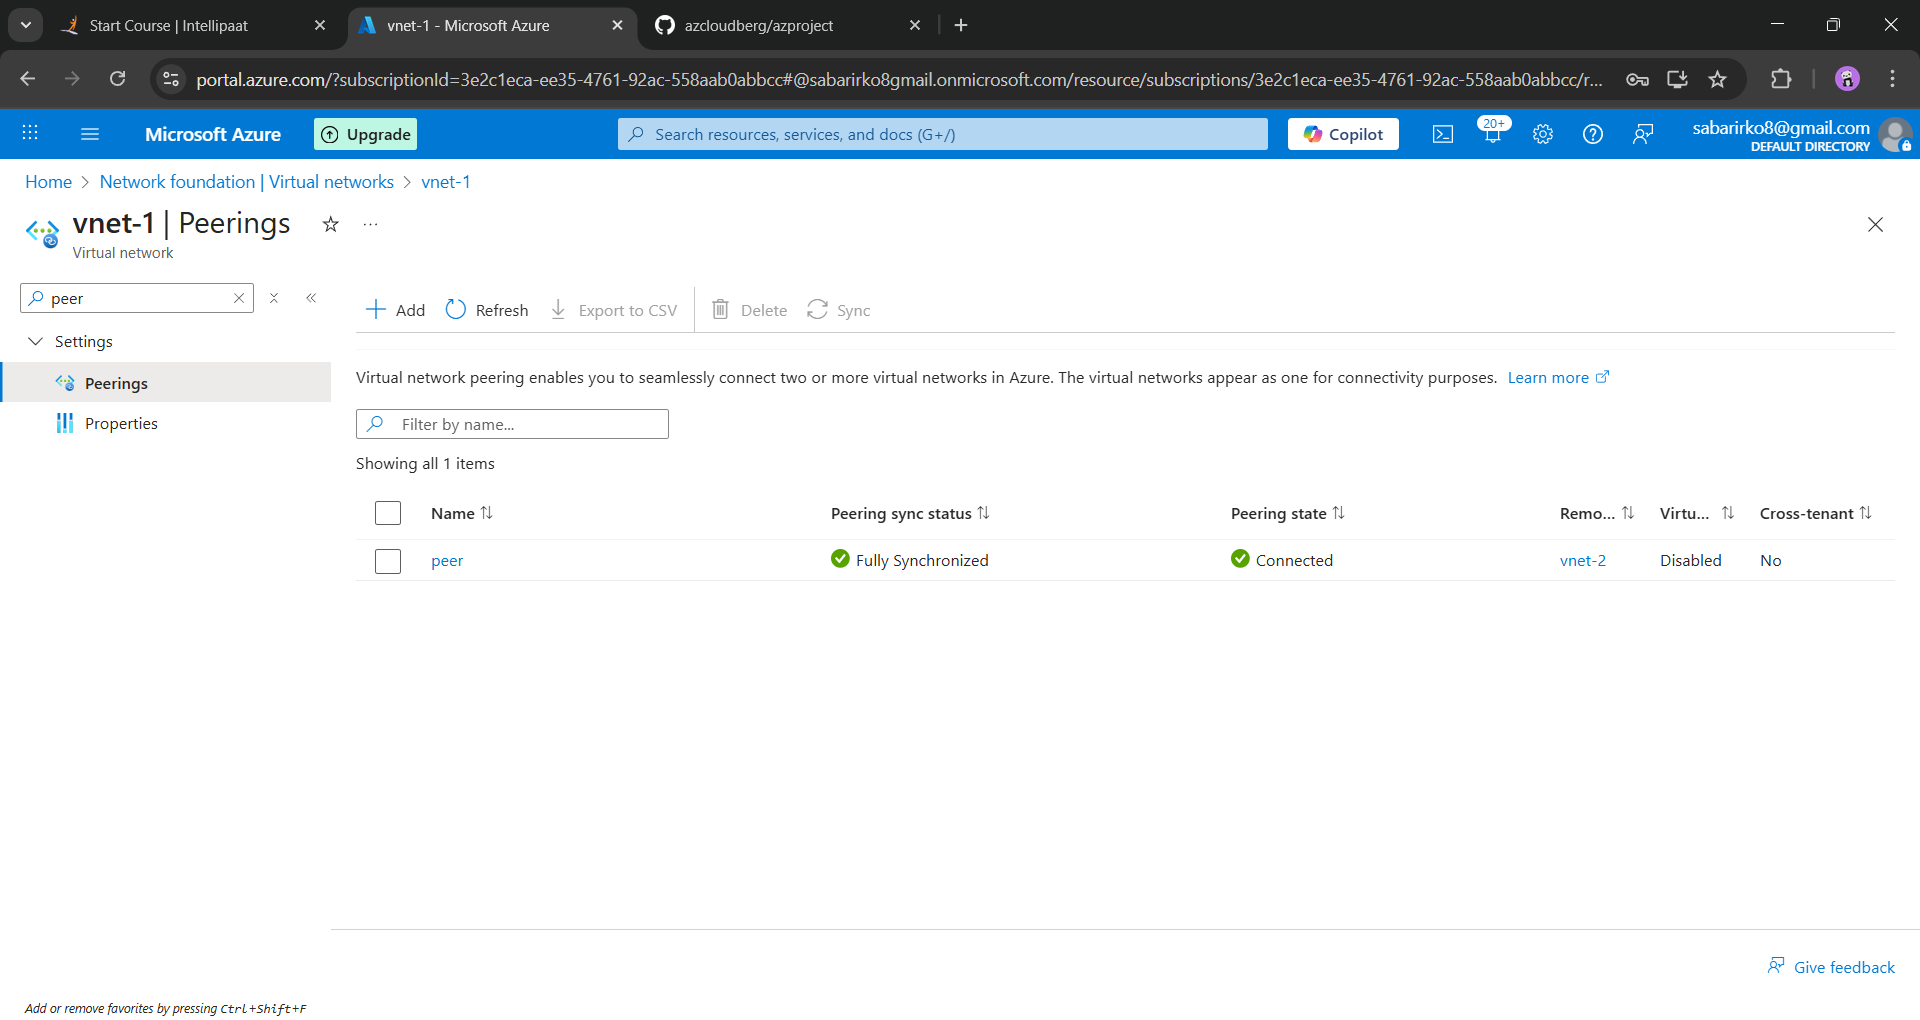 Start Course | Intellipaat
vnet-1 - Microsoft Azure
azcloudberg/azproject
portal.azure.com/?subscriptionId=3e2c1eca-ee35-4761-92ac-558aab0abbcc#@sabarirko8gmail.onmicrosoft.com/resource/subscriptions/3e2c1eca-ee35-4761-92ac-558aab0abbcc/r...
Microsoft Azure
Upgrade
Search resources, services, and docs (G+/)
Copilot
20+
sabarirko8@gmail.com
DEFAULT DIRECTORY
Home > Network foundation | Virtual networks > vnet-1
vnet-1 | Peerings
Virtual network
peer
Settings
Peerings
Properties
Add Refresh Export to CSV Delete Sync
Virtual network peering enables you to seamlessly connect two or more virtual networks in Azure. The virtual networks appear as one for connectivity purposes. Learn more
Filter by name...
Showing all 1 items
Name Peering sync status Peering state Remo... Virtu... Cross-tenant
peer Fully Synchronized Connected vnet-2 Disabled No
Give feedback
Add or remove favorites by pressing Ctrl+Shift+F